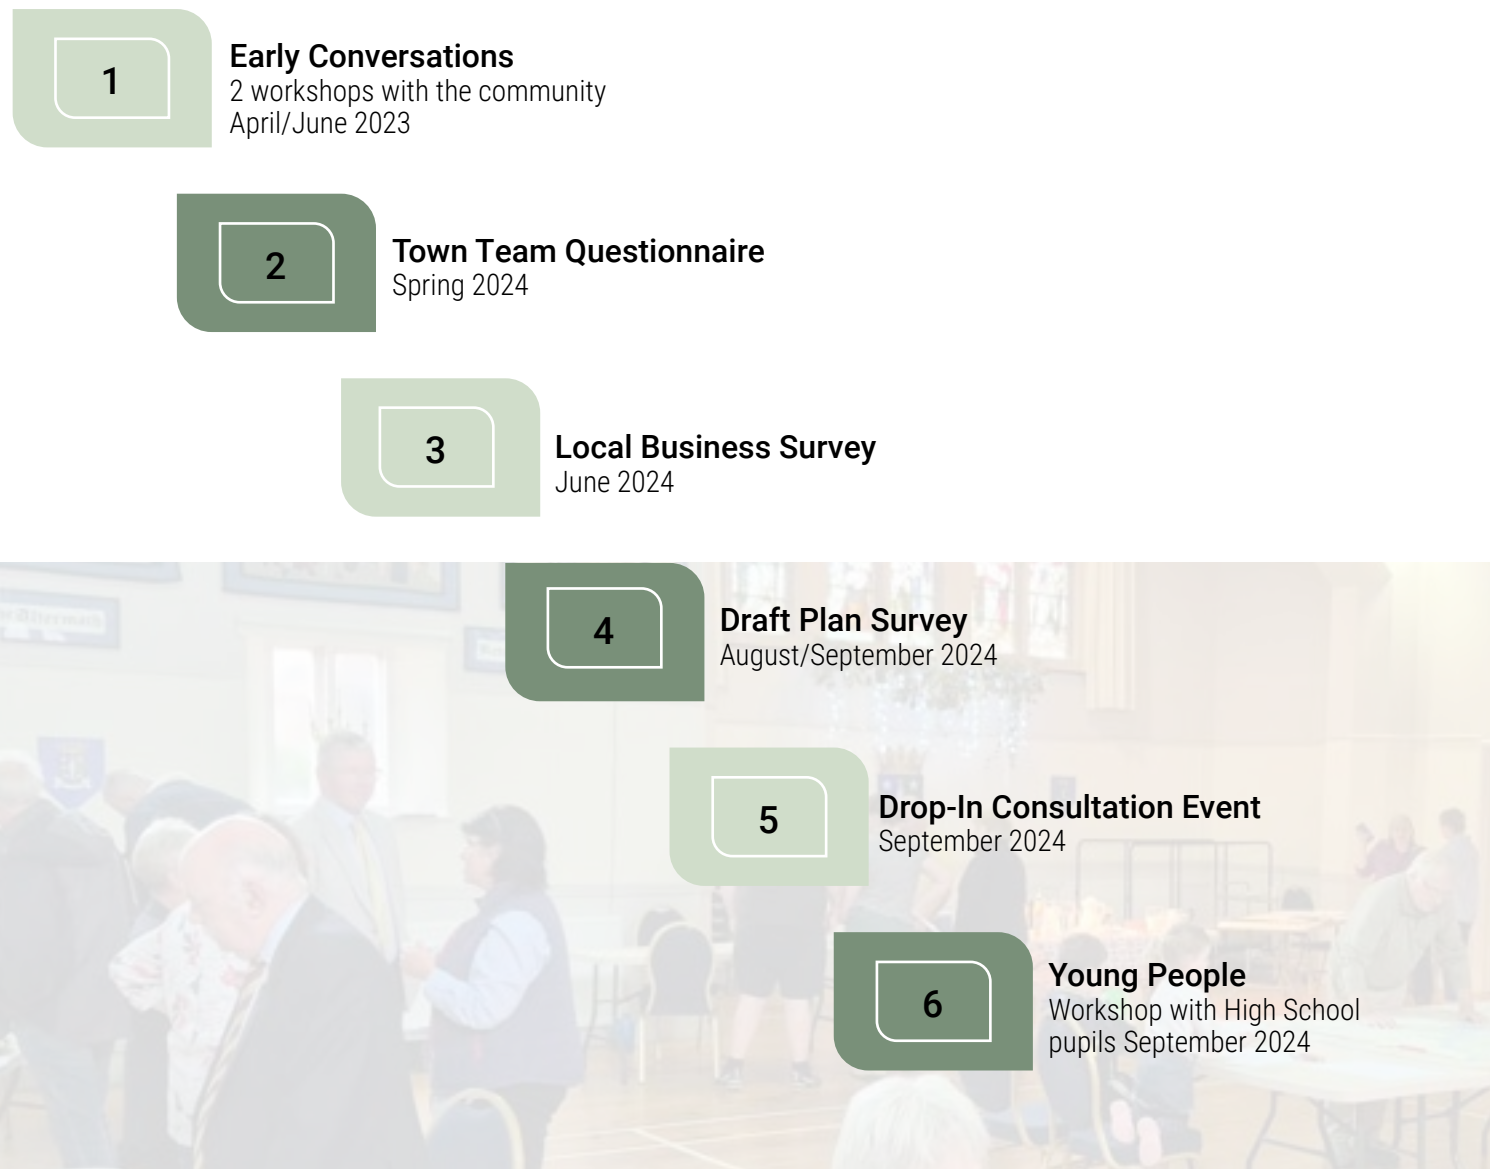 1
Early Conversations
2 workshops with the community
April/June 2023
2
Town Team Questionnaire
Spring 2024
3
Local Business Survey
June 2024
4
Draft Plan Survey
August/September 2024
5
Drop-In Consultation Event
September 2024
6
Young People
Workshop with High School
pupils September 2024